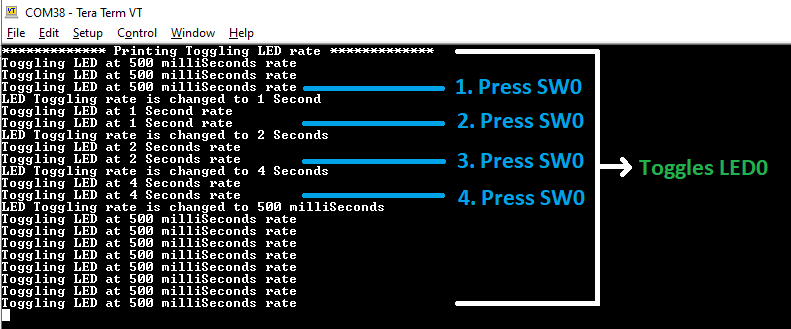 VT
COM38 - Tera Term VT
File Edit Setup Control Window Help
************* Printing Toggling LED rate *************
Toggling LED at 500 milliSeconds rate
Toggling LED at 500 milliSeconds rate
Toggling LED at 500 milliSeconds rate 1. Press SW0
LED Toggling rate is changed to 1 Second
Toggling LED at 1 Second rate
Toggling LED at 1 Second rate 2. Press SW0
LED Toggling rate is changed to 2 Seconds
Toggling LED at 2 Seconds rate
Toggling LED at 2 Seconds rate 3. Press SW0
LED Toggling rate is changed to 4 Seconds
Toggles LED0
Toggling LED at 4 Seconds rate
Toggling LED at 4 Seconds rate 4. Press SW0
LED Toggling rate is changed to 500 milliSeconds
Toggling LED at 500 milliSeconds rate
Toggling LED at 500 milliSeconds rate
Toggling LED at 500 milliSeconds rate
Toggling LED at 500 milliSeconds rate
Toggling LED at 500 milliSeconds rate
Toggling LED at 500 milliSeconds rate
Toggling LED at 500 milliSeconds rate
Toggling LED at 500 milliSeconds rate